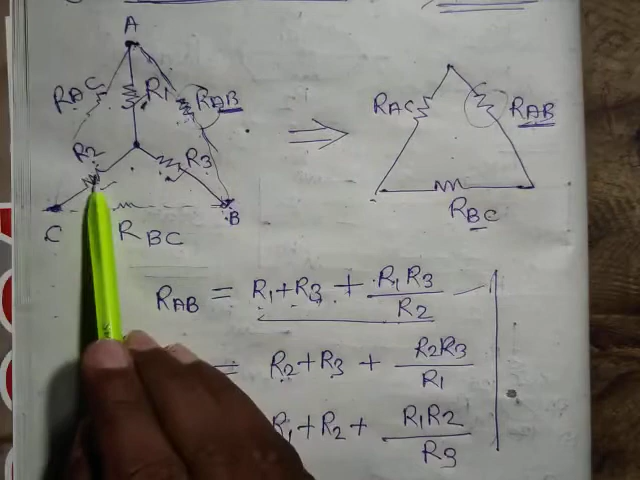 A
RAC R1 RAB
R2 R3
C RBC B
RAC RAB
RBC
RAB = R1+R3 + R1R3/R2
= R2+R3 + R2R3/R1
R1+R2 + R1R2/R3